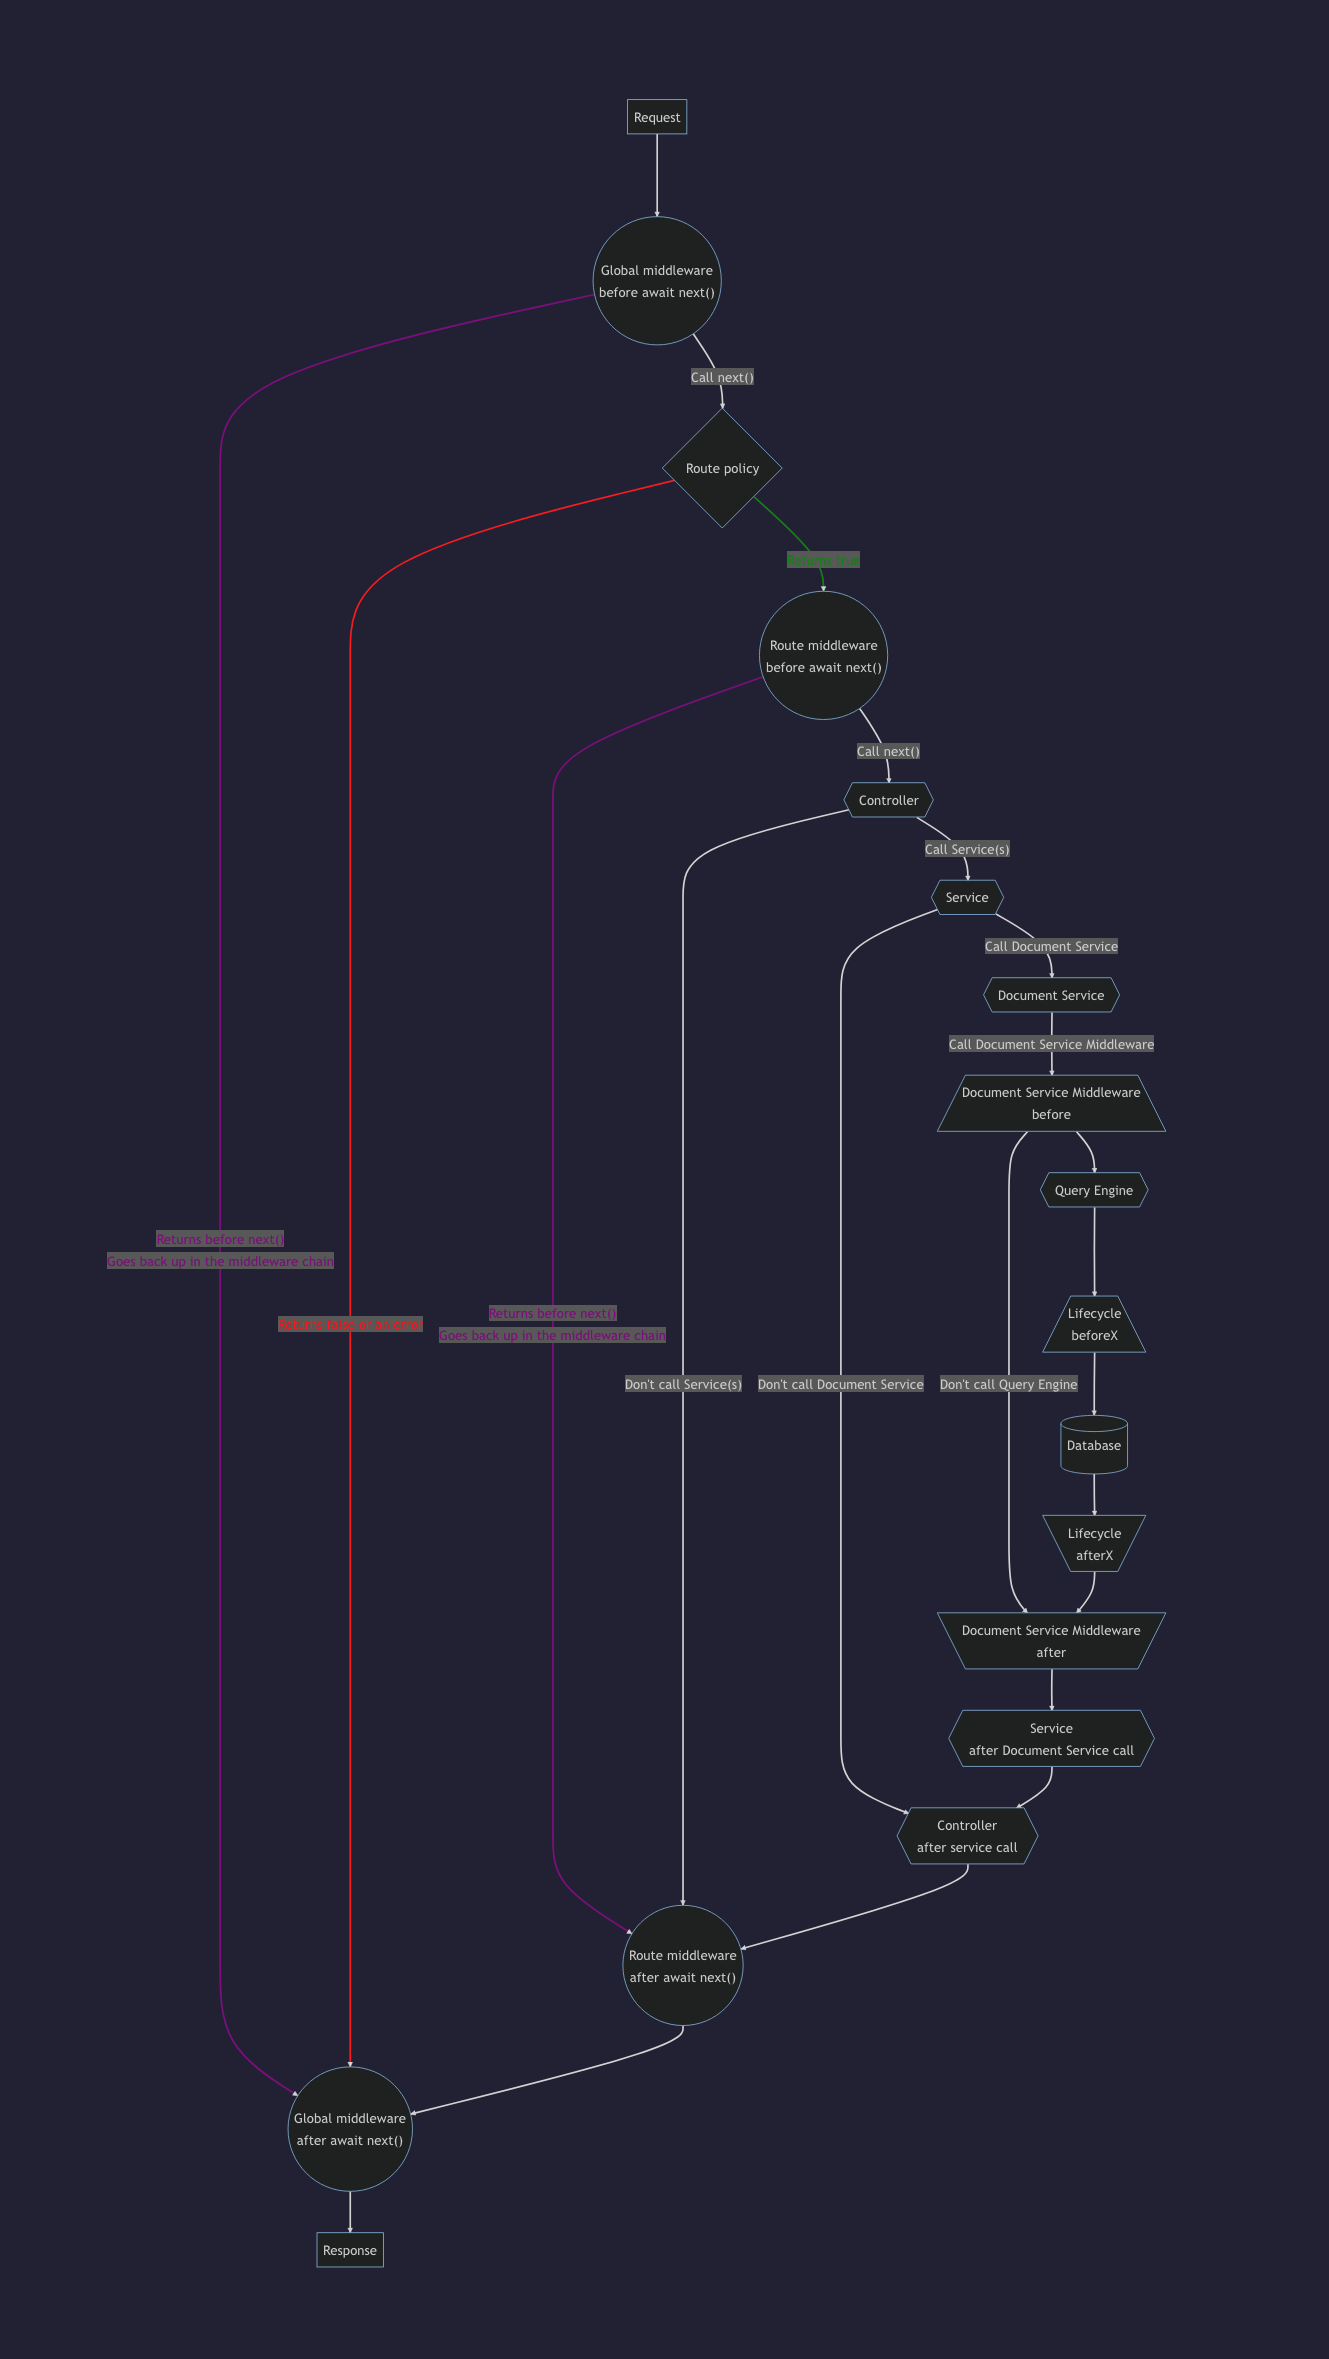 Request
Global middleware
before await next()
Call next()
Route policy
Returns true
Route middleware
before await next()
Call next()
Controller
Call Service(s)
Service
Call Document Service
Document Service
Call Document Service Middleware
Document Service Middleware
before
Query Engine
Returns before next()
Goes back up in the middleware chain
Returns false or an error
Returns before next()
Goes back up in the middleware chain
Lifecycle
beforeX
Don't call Service(s)
Don't call Document Service
Don't call Query Engine
Database
Lifecycle
afterX
Document Service Middleware
after
Service
after Document Service call
Controller
after service call
Route middleware
after await next()
Global middleware
after await next()
Response